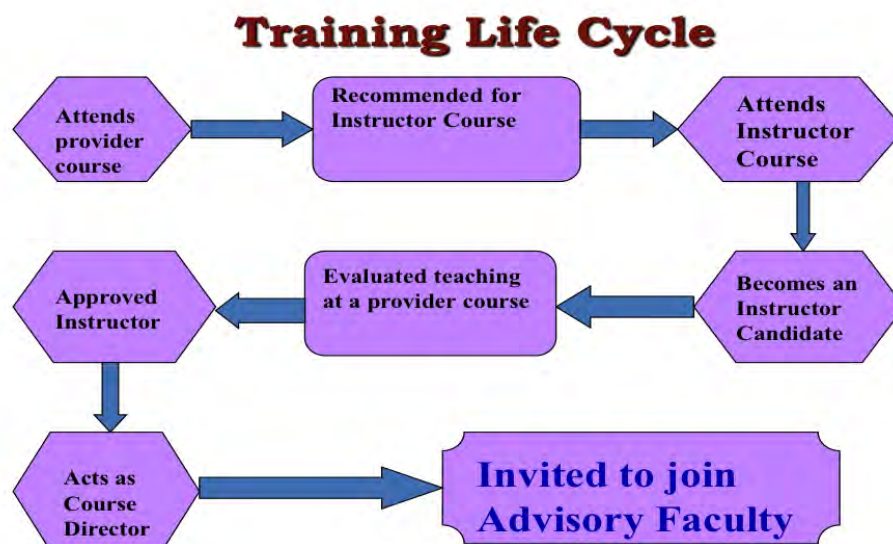 Training Life Cycle
Attends
provider
course
Recommended for
Instructor Course
Attends
Instructor
Course
Becomes an
Instructor
Candidate
Evaluated teaching
at a provider course
Approved
Instructor
Acts as
Course
Director
Invited to join
Advisory Faculty